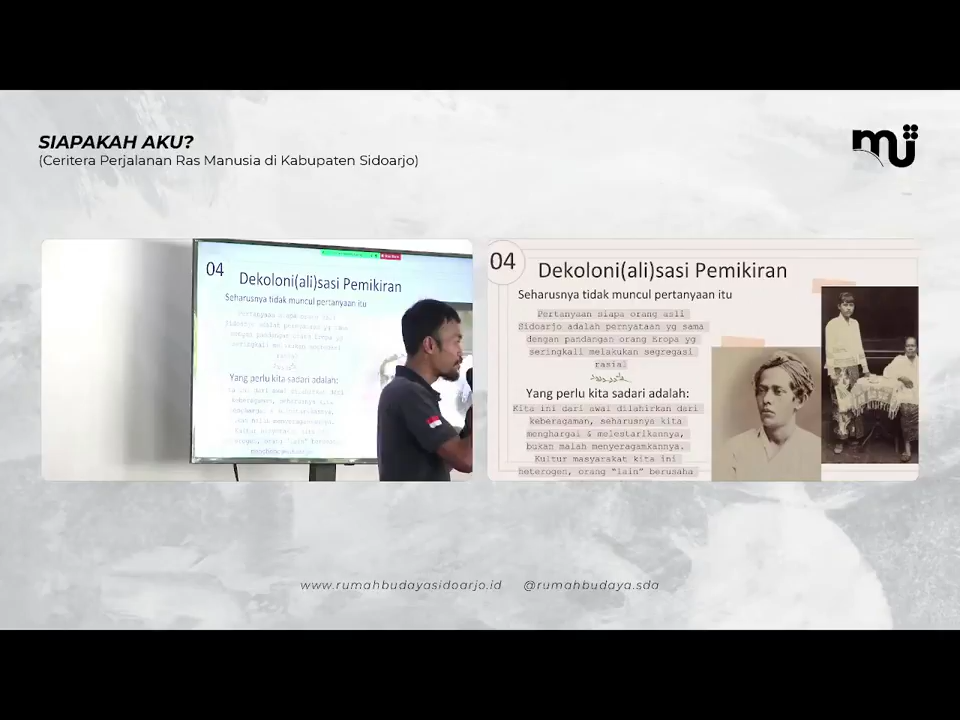 SIAPAKAH AKU?
(Ceritera Perjalanan Ras Manusia di Kabupaten Sidoarjo)
mu
04
Dekoloni(ali)sasi Pemikiran
Seharusnya tidak muncul pertanyaan itu
Yang perlu kita sadari adalah:
04
Dekoloni(ali)sasi Pemikiran
Seharusnya tidak muncul pertanyaan itu
Pertanyaan siapa orang asli
Sidoarjo adalah pernyataan yg sama
dengan pandangan orang Eropa yg
seringkali melakukan segregasi
rasial
Yang perlu kita sadari adalah:
Kita ini dari awal dilahirkan dari
keberagaman, seharusnya kita
menghargai & melestarikannya,
bukan malah menyeragamkannya.
Kultur masyarakat kita ini
heterogen, orang "lain" berusaha
www.rumahbudayasidoarjo.id @rumahbudaya.sda